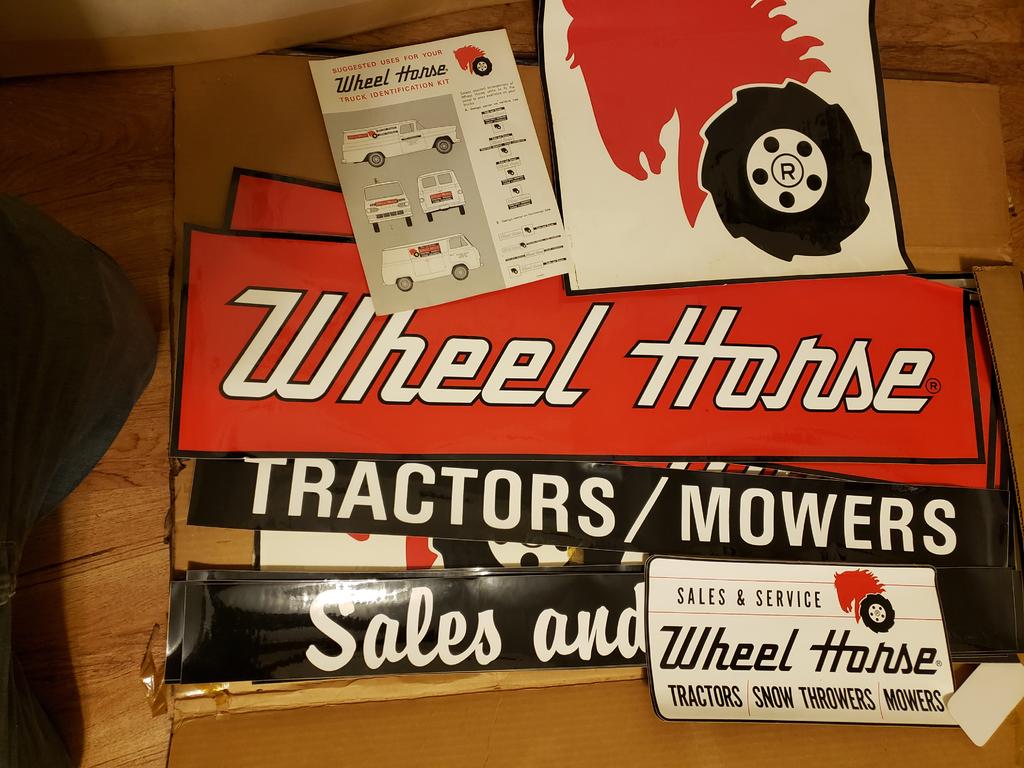 SUGGESTED USES FOR YOUR
Wheel Horse
TRUCK IDENTIFICATION KIT
R
Wheel Horse ®
TRACTORS / MOWERS
Sales and
SALES & SERVICE
Wheel Horse®
TRACTORS | SNOW THROWERS | MOWERS